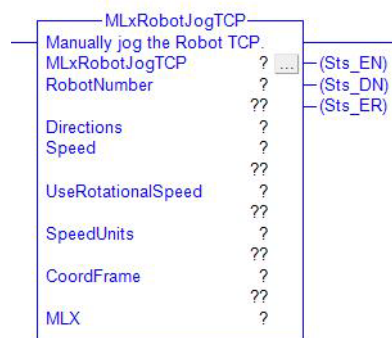 MLxRobotJogTCP
Manually jog the Robot TCP.
MLxRobotJogTCP ? ... (Sts_EN)
RobotNumber ? (Sts_DN)
?? (Sts_ER)
Directions ?
Speed ?
??
UseRotationalSpeed ?
??
SpeedUnits ?
??
CoordFrame ?
??
MLX ?